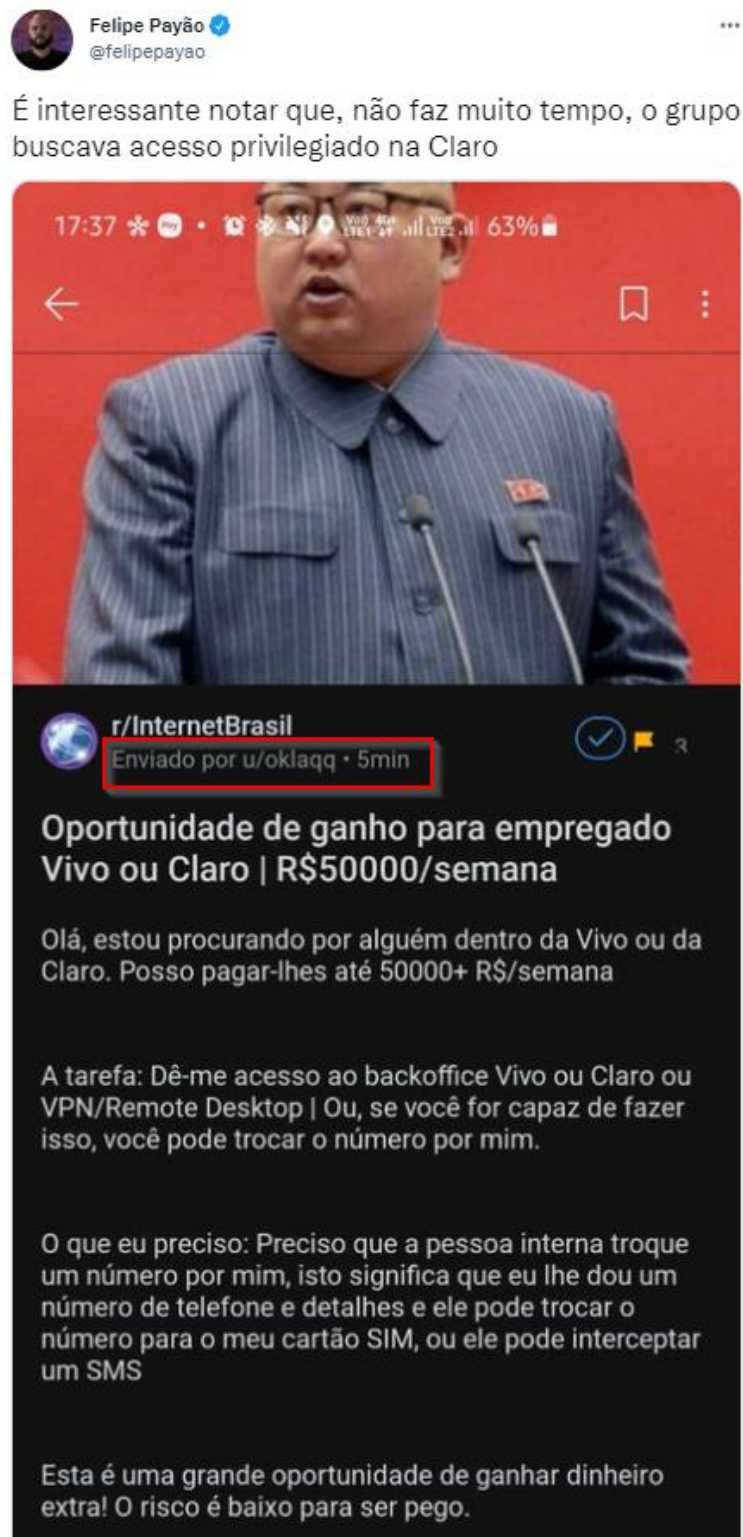 Felipe Payão
@felipepayao
É interessante notar que, não faz muito tempo, o grupo
buscava acesso privilegiado na Claro
17:37 63%
r/InternetBrasil
Enviado por u/oklaqq • 5min
3
Oportunidade de ganho para empregado
Vivo ou Claro | R$50000/semana
Olá, estou procurando por alguém dentro da Vivo ou da
Claro. Posso pagar-lhes até 50000+ R$/semana
A tarefa: Dê-me acesso ao backoffice Vivo ou Claro ou
VPN/Remote Desktop | Ou, se você for capaz de fazer
isso, você pode trocar o número por mim.
O que eu preciso: Preciso que a pessoa interna troque
um número por mim, isto significa que eu lhe dou um
número de telefone e detalhes e ele pode trocar o
número para o meu cartão SIM, ou ele pode interceptar
um SMS
Esta é uma grande oportunidade de ganhar dinheiro
extra! O risco é baixo para ser pego.